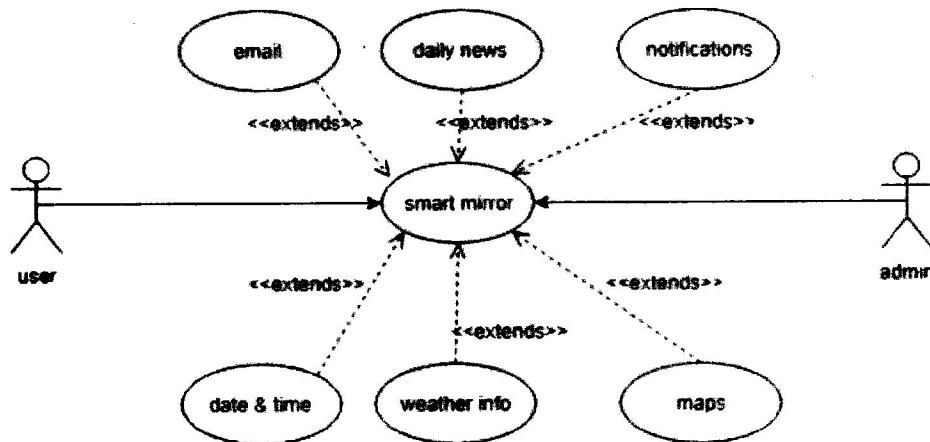 email
daily news
notifications
<<extends>>
<<extends>>
<<extends>>
smart mirror
user
admin
<<extends>>
<<extends>>
<<extends>>
date & time
weather info
maps